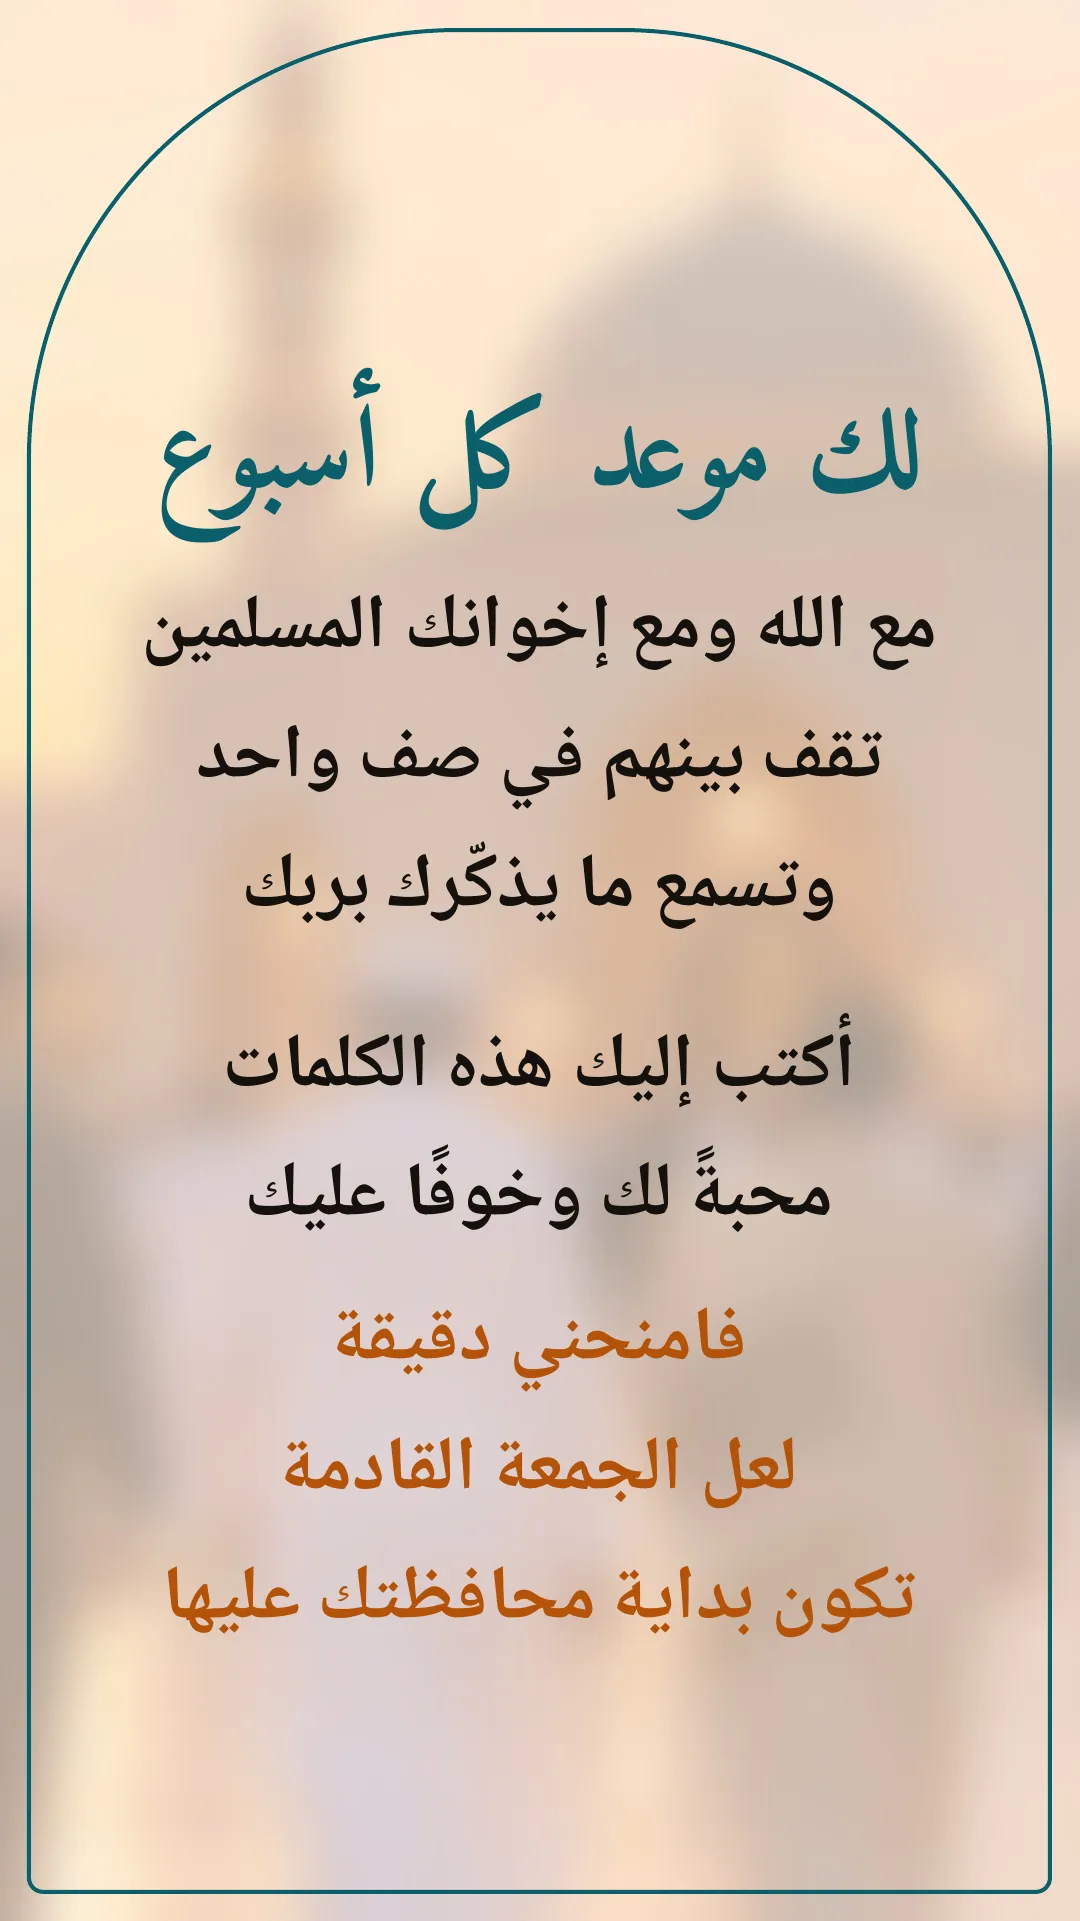 لك موعد كل أسبوع
مع الله ومع إخوانك المسلمين
تقف بينهم في صف واحد
وتسمع ما يذكّرك بربك
أكتب إليك هذه الكلمات
محبةً لك وخوفًا عليك
فامنحني دقيقة
لعل الجمعة القادمة
تكون بداية محافظتك عليها